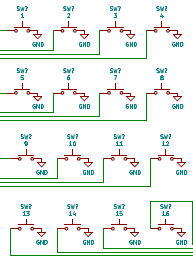 SW? SW? SW? SW?
1 2 3 4
GND GND GND GND
SW? SW? SW? SW?
5 6 7 8
GND GND GND GND
SW? SW? SW? SW?
9 10 11 12
GND GND GND GND
SW? SW? SW? SW?
13 14 15 16
GND GND GND GND